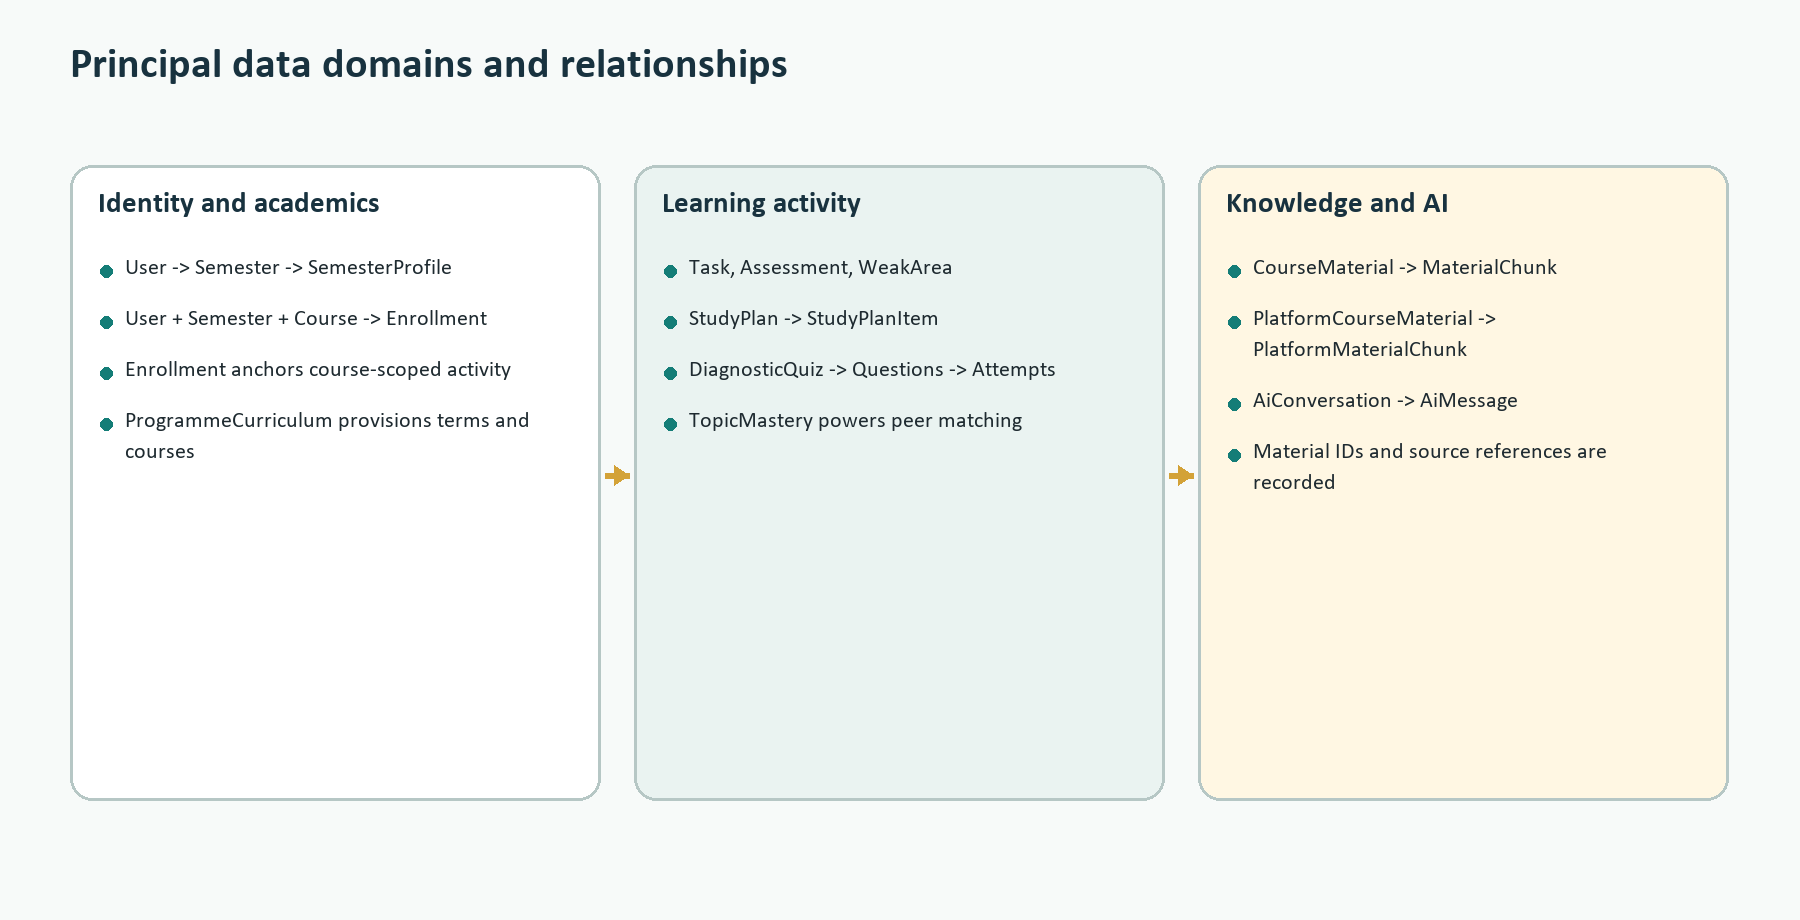 Principal data domains and relationships
Identity and academics
User -> Semester -> SemesterProfile
User + Semester + Course -> Enrollment
Enrollment anchors course-scoped activity
ProgrammeCurriculum provisions terms and
courses
Learning activity
Task, Assessment, WeakArea
StudyPlan -> StudyPlanItem
DiagnosticQuiz -> Questions -> Attempts
TopicMastery powers peer matching
Knowledge and AI
CourseMaterial -> MaterialChunk
PlatformCourseMaterial ->
PlatformMaterialChunk
AiConversation -> AiMessage
Material IDs and source references are
recorded